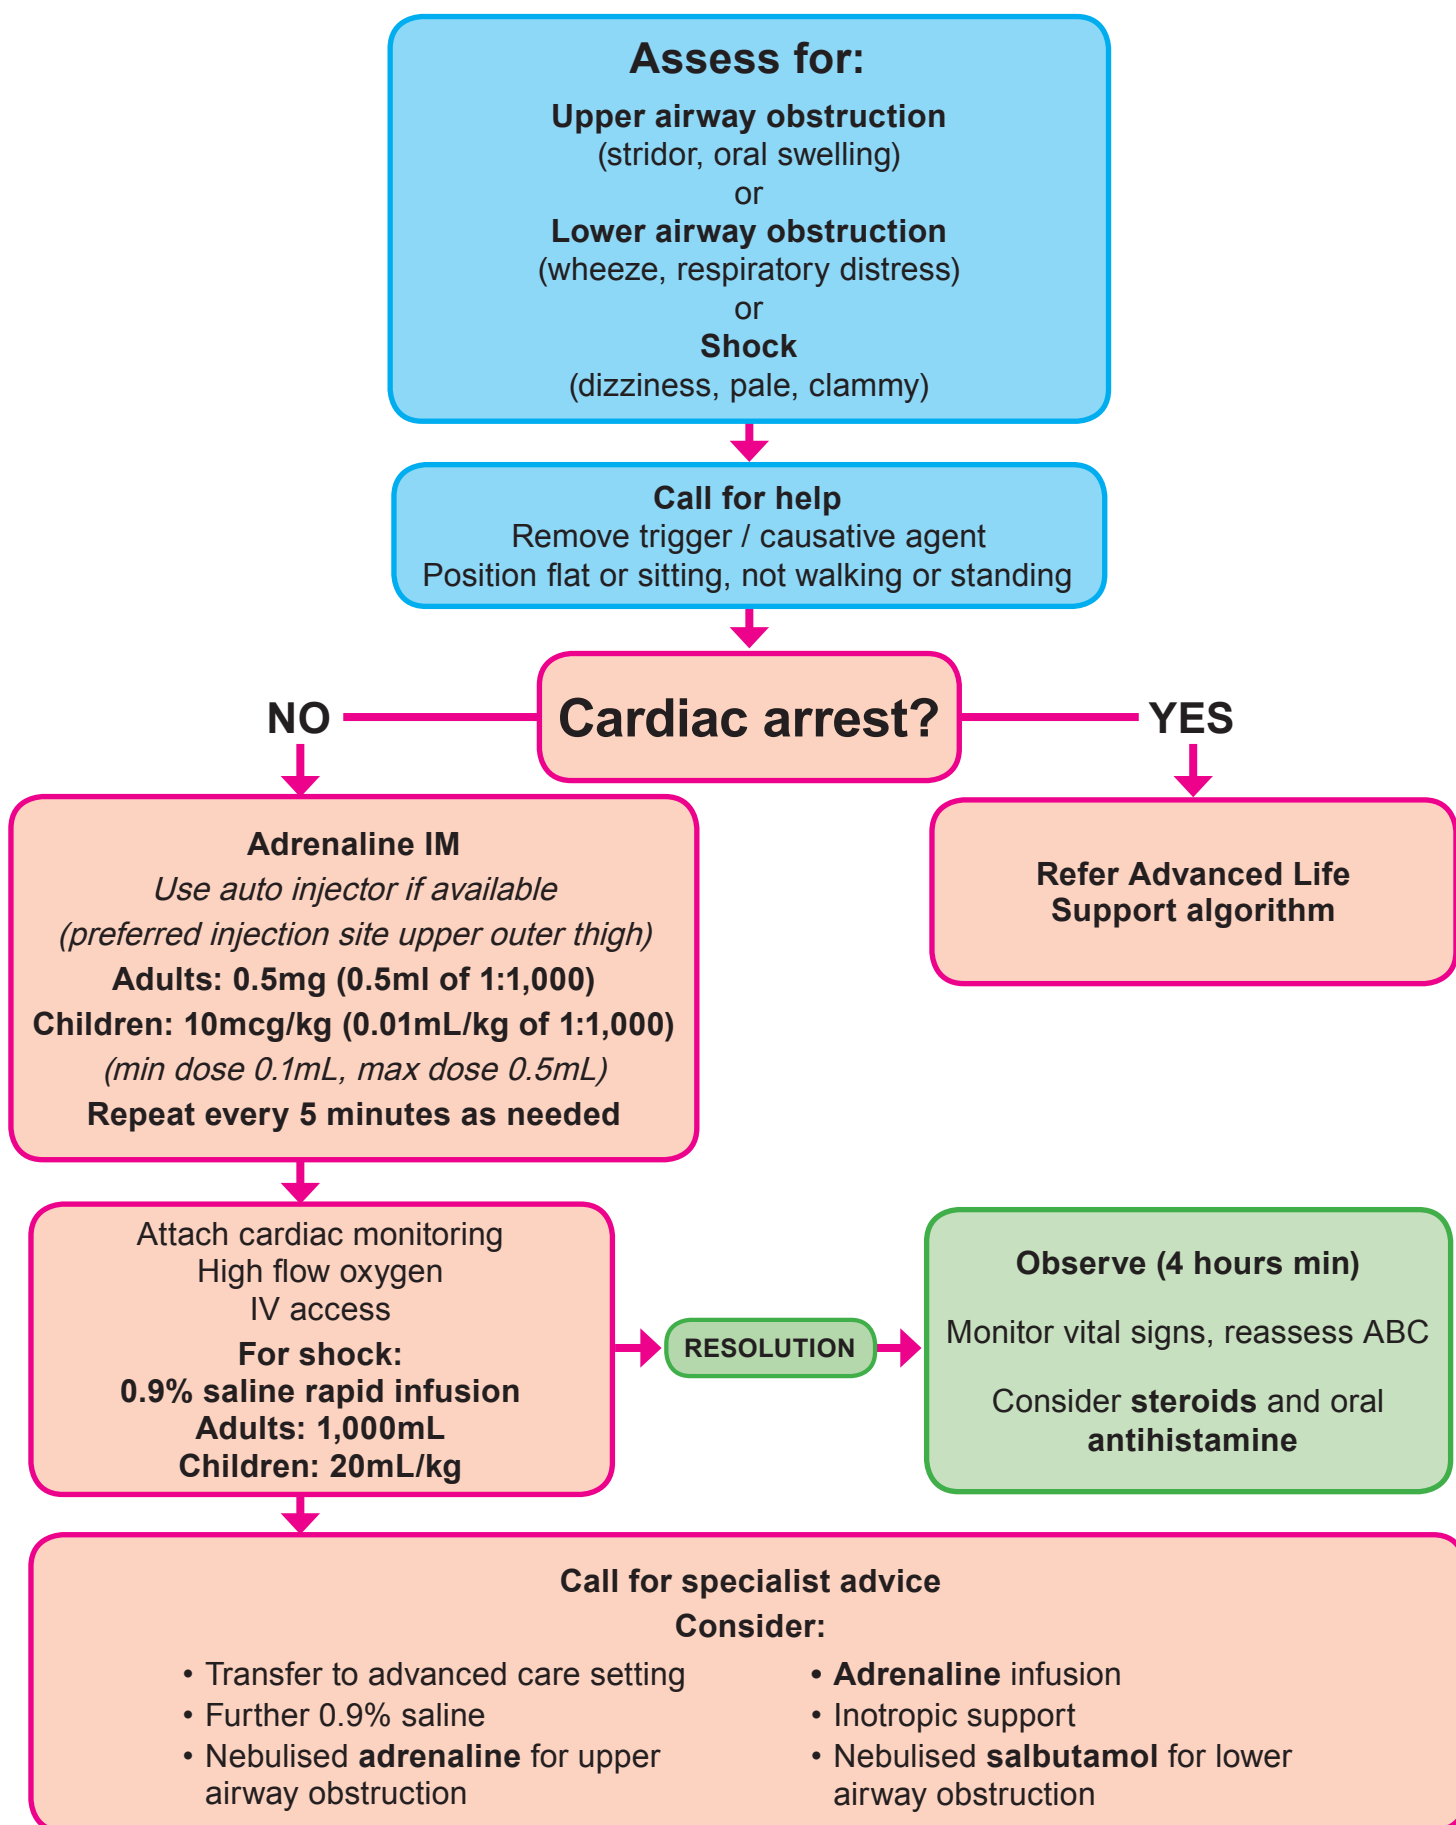 Assess for:
Upper airway obstruction
(stridor, oral swelling)
or
Lower airway obstruction
(wheeze, respiratory distress)
or
Shock
(dizziness, pale, clammy)
Call for help
Remove trigger / causative agent
Position flat or sitting, not walking or standing
Cardiac arrest?
NO
YES
Adrenaline IM
Use auto injector if available
(preferred injection site upper outer thigh)
Adults: 0.5mg (0.5ml of 1:1,000)
Children: 10mcg/kg (0.01mL/kg of 1:1,000)
(min dose 0.1mL, max dose 0.5mL)
Repeat every 5 minutes as needed
Refer Advanced Life
Support algorithm
Attach cardiac monitoring
High flow oxygen
IV access
For shock:
0.9% saline rapid infusion
Adults: 1,000mL
Children: 20mL/kg
RESOLUTION
Observe (4 hours min)
Monitor vital signs, reassess ABC
Consider steroids and oral
antihistamine
Call for specialist advice
Consider:
• Transfer to advanced care setting
• Further 0.9% saline
• Nebulised adrenaline for upper
airway obstruction
• Adrenaline infusion
• Inotropic support
• Nebulised salbutamol for lower
airway obstruction